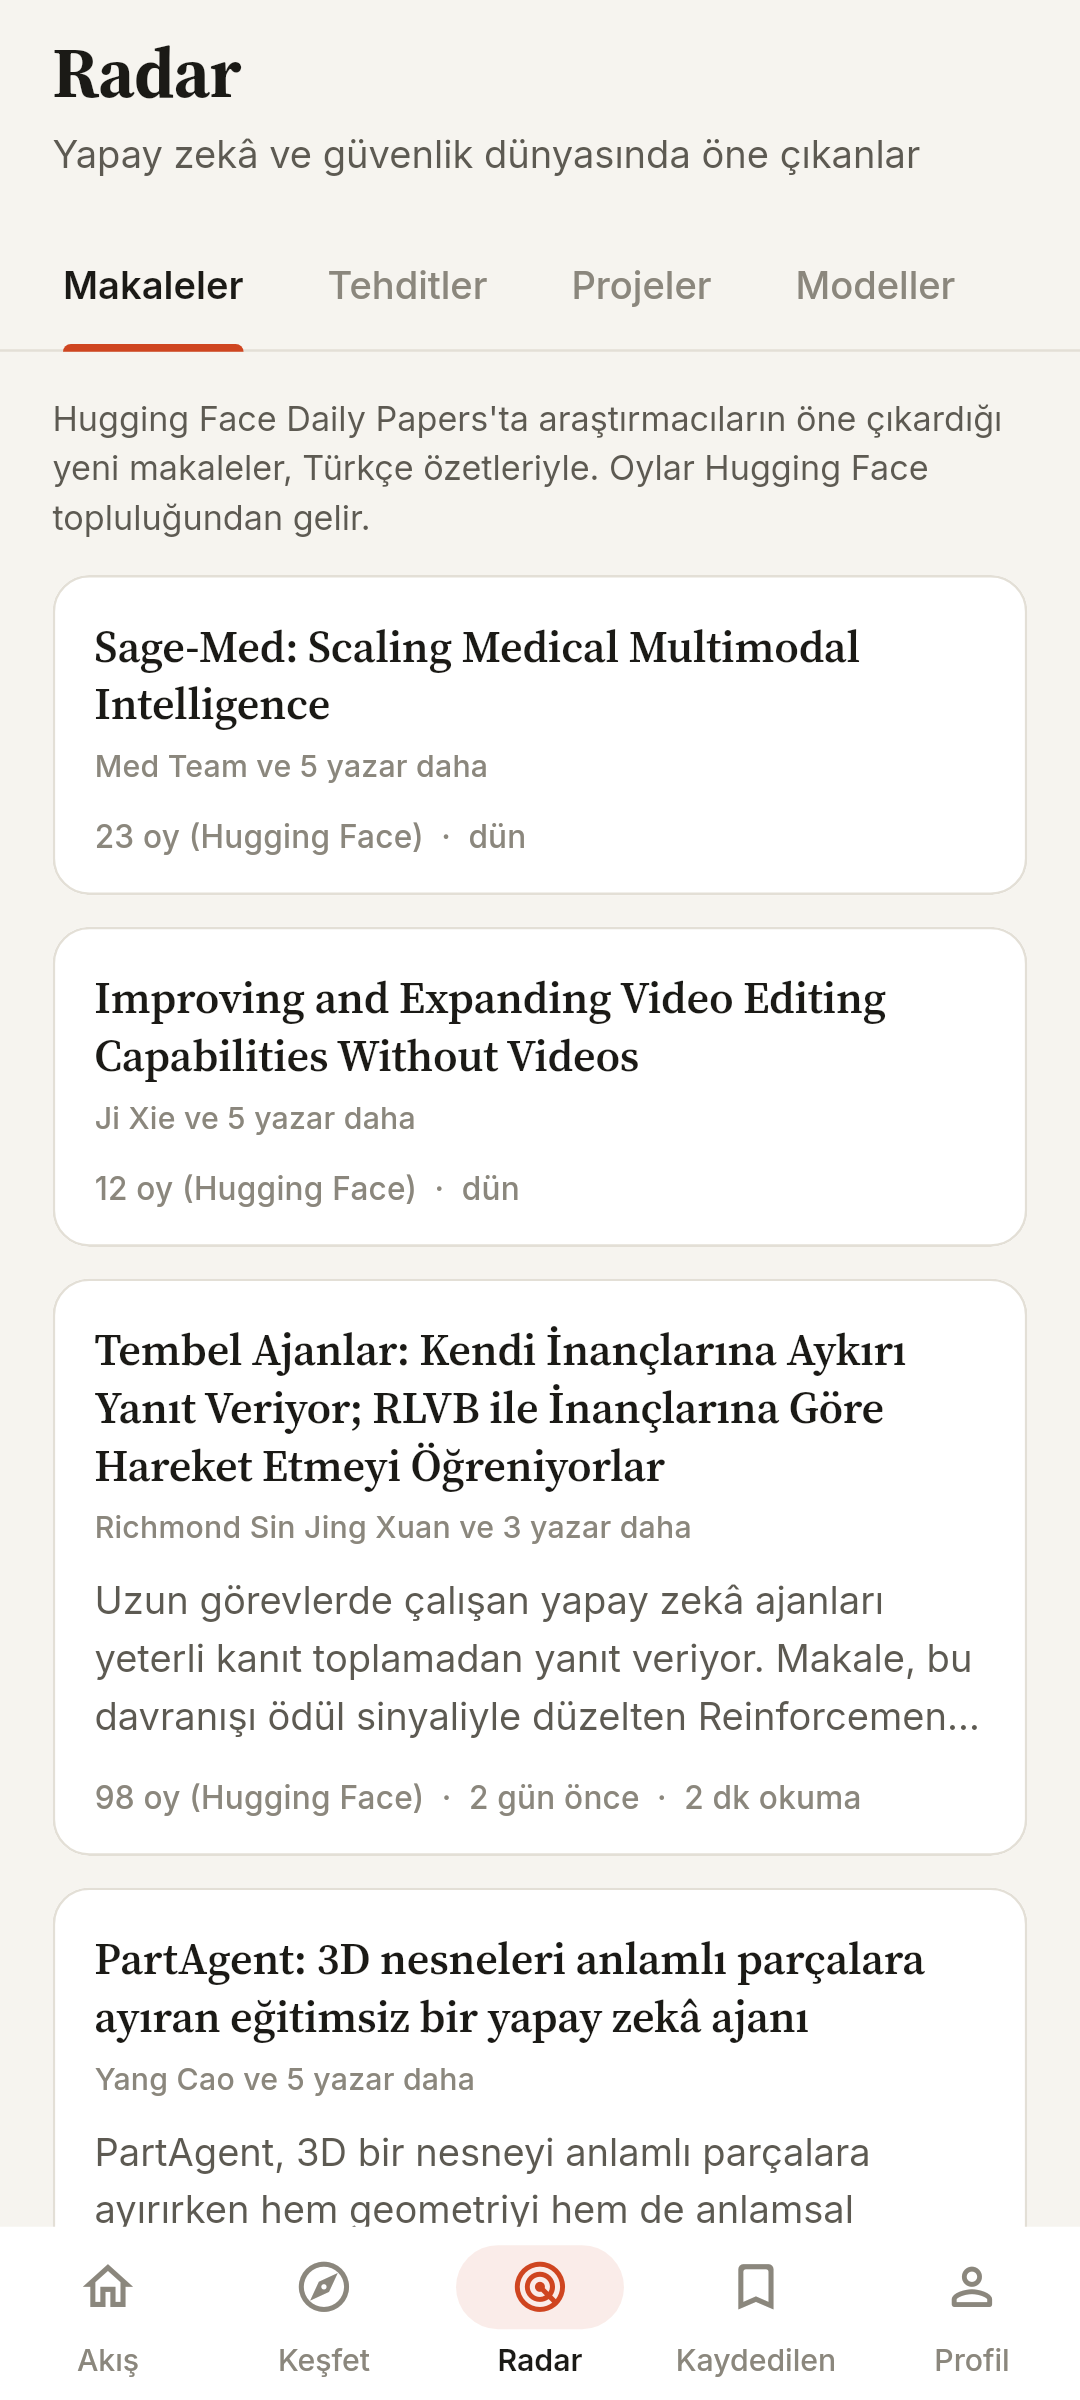 Radar
Yapay zekâ ve güvenlik dünyasında öne çıkanlar
Makaleler Tehditler Projeler Modeller
Hugging Face Daily Papers'ta araştırmacıların öne çıkardığı
yeni makaleler, Türkçe özetleriyle. Oylar Hugging Face
topluluğundan gelir.
Sage-Med: Scaling Medical Multimodal
Intelligence
Med Team ve 5 yazar daha
23 oy (Hugging Face) · dün
Improving and Expanding Video Editing
Capabilities Without Videos
Ji Xie ve 5 yazar daha
12 oy (Hugging Face) · dün
Tembel Ajanlar: Kendi İnançlarına Aykırı
Yanıt Veriyor; RLVB ile İnançlarına Göre
Hareket Etmeyi Öğreniyorlar
Richmond Sin Jing Xuan ve 3 yazar daha
Uzun görevlerde çalışan yapay zekâ ajanları
yeterli kanıt toplamadan yanıt veriyor. Makale, bu
davranışı ödül sinyaliyle düzelten Reinforcemen...
98 oy (Hugging Face) · 2 gün önce · 2 dk okuma
PartAgent: 3D nesneleri anlamlı parçalara
ayıran eğitimsiz bir yapay zekâ ajanı
Yang Cao ve 5 yazar daha
PartAgent, 3D bir nesneyi anlamlı parçalara
ayırırken hem geometriyi hem de anlamsal
Akış Keşfet Radar Kaydedilen Profil